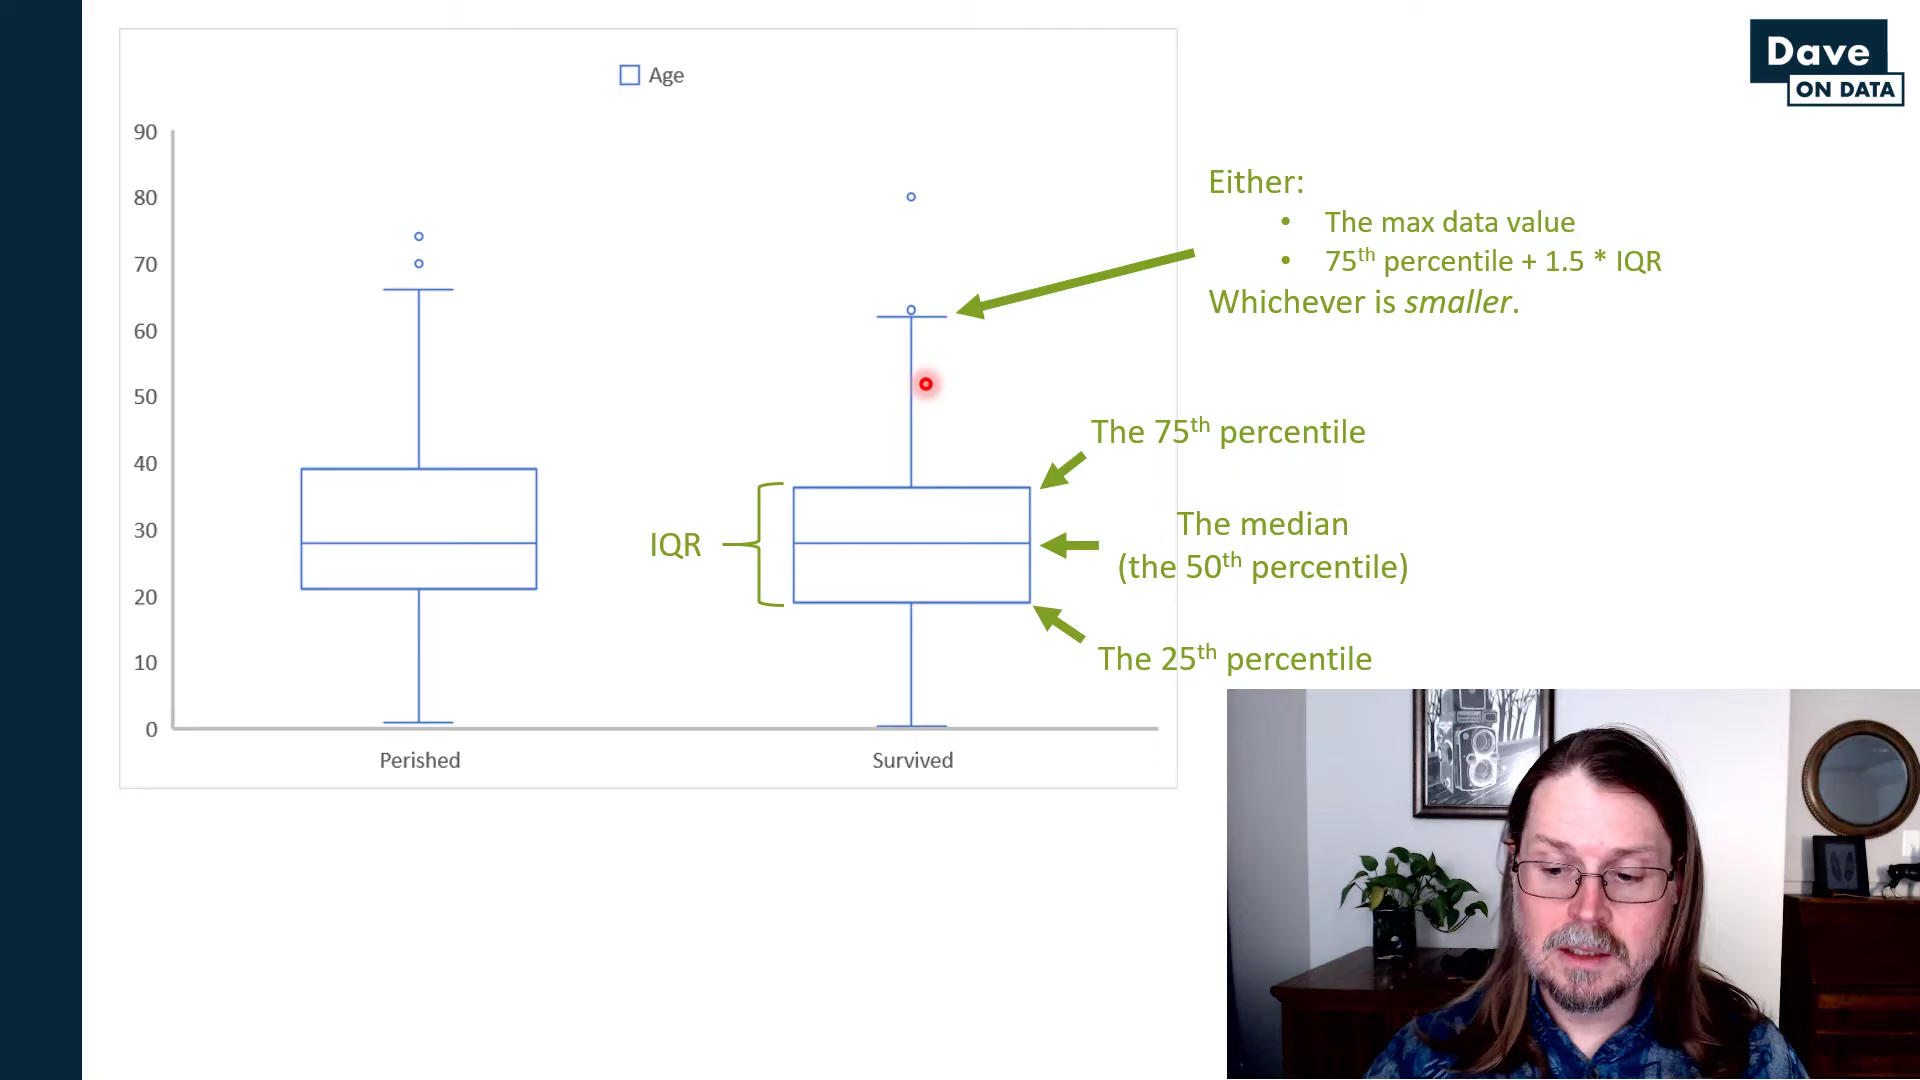 Dave
ON DATA
Age
90
80
70
60
50
40
30
20
10
0
Perished
Survived
Either:
• The max data value
• 75th percentile + 1.5 * IQR
Whichever is smaller.
The 75th percentile
IQR
The median
(the 50th percentile)
The 25th percentile